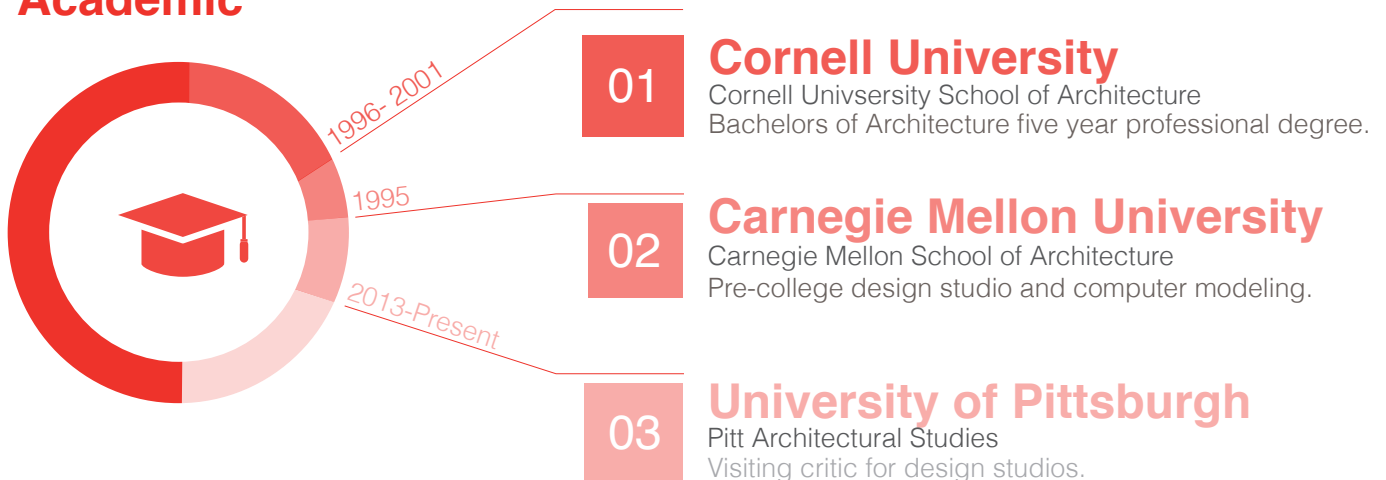 Academic
1996- 2001
01
Cornell University
Cornell Univsersity School of Architecture
Bachelors of Architecture five year professional degree.
1995
02
Carnegie Mellon University
Carnegie Mellon School of Architecture
Pre-college design studio and computer modeling.
2013-Present
03
University of Pittsburgh
Pitt Architectural Studies
Visiting critic for design studios.